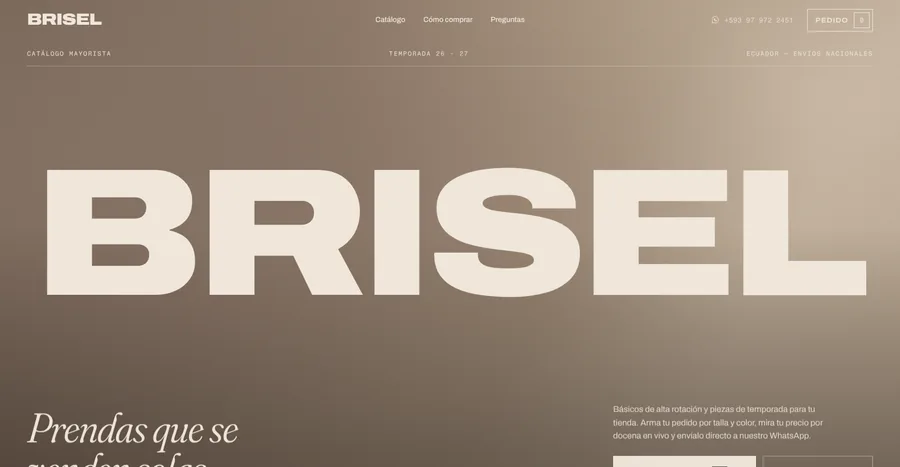 BRISEL
Catálogo
Cómo comprar
Preguntas
+593 97 972 2451
PEDIDO 0
CATÁLOGO MAYORISTA
TEMPORADA 26 - 27
ECUADOR — ENVÍOS NACIONALES
BRISEL
Prendas que se
Básicos de alta rotación y piezas de temporada para tu
tienda. Arma tu pedido por talla y color, mira tu precio por
docena en vivo y envíalo directo a nuestro WhatsApp.